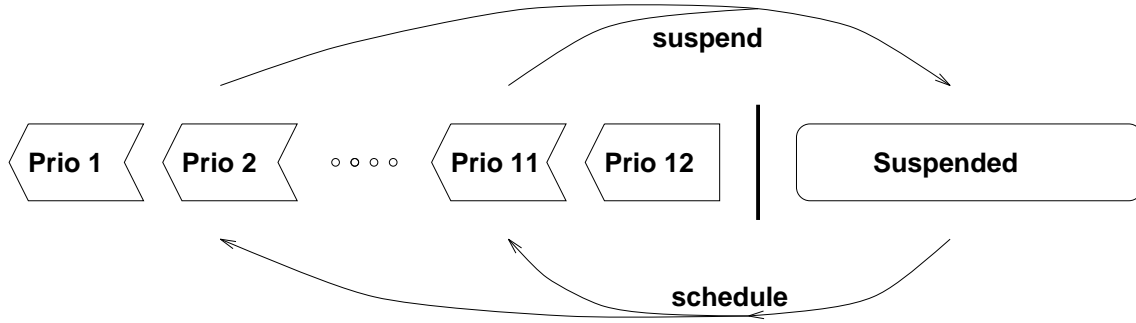 suspend
Prio 1
Prio 2
Prio 11
Prio 12
Suspended
schedule